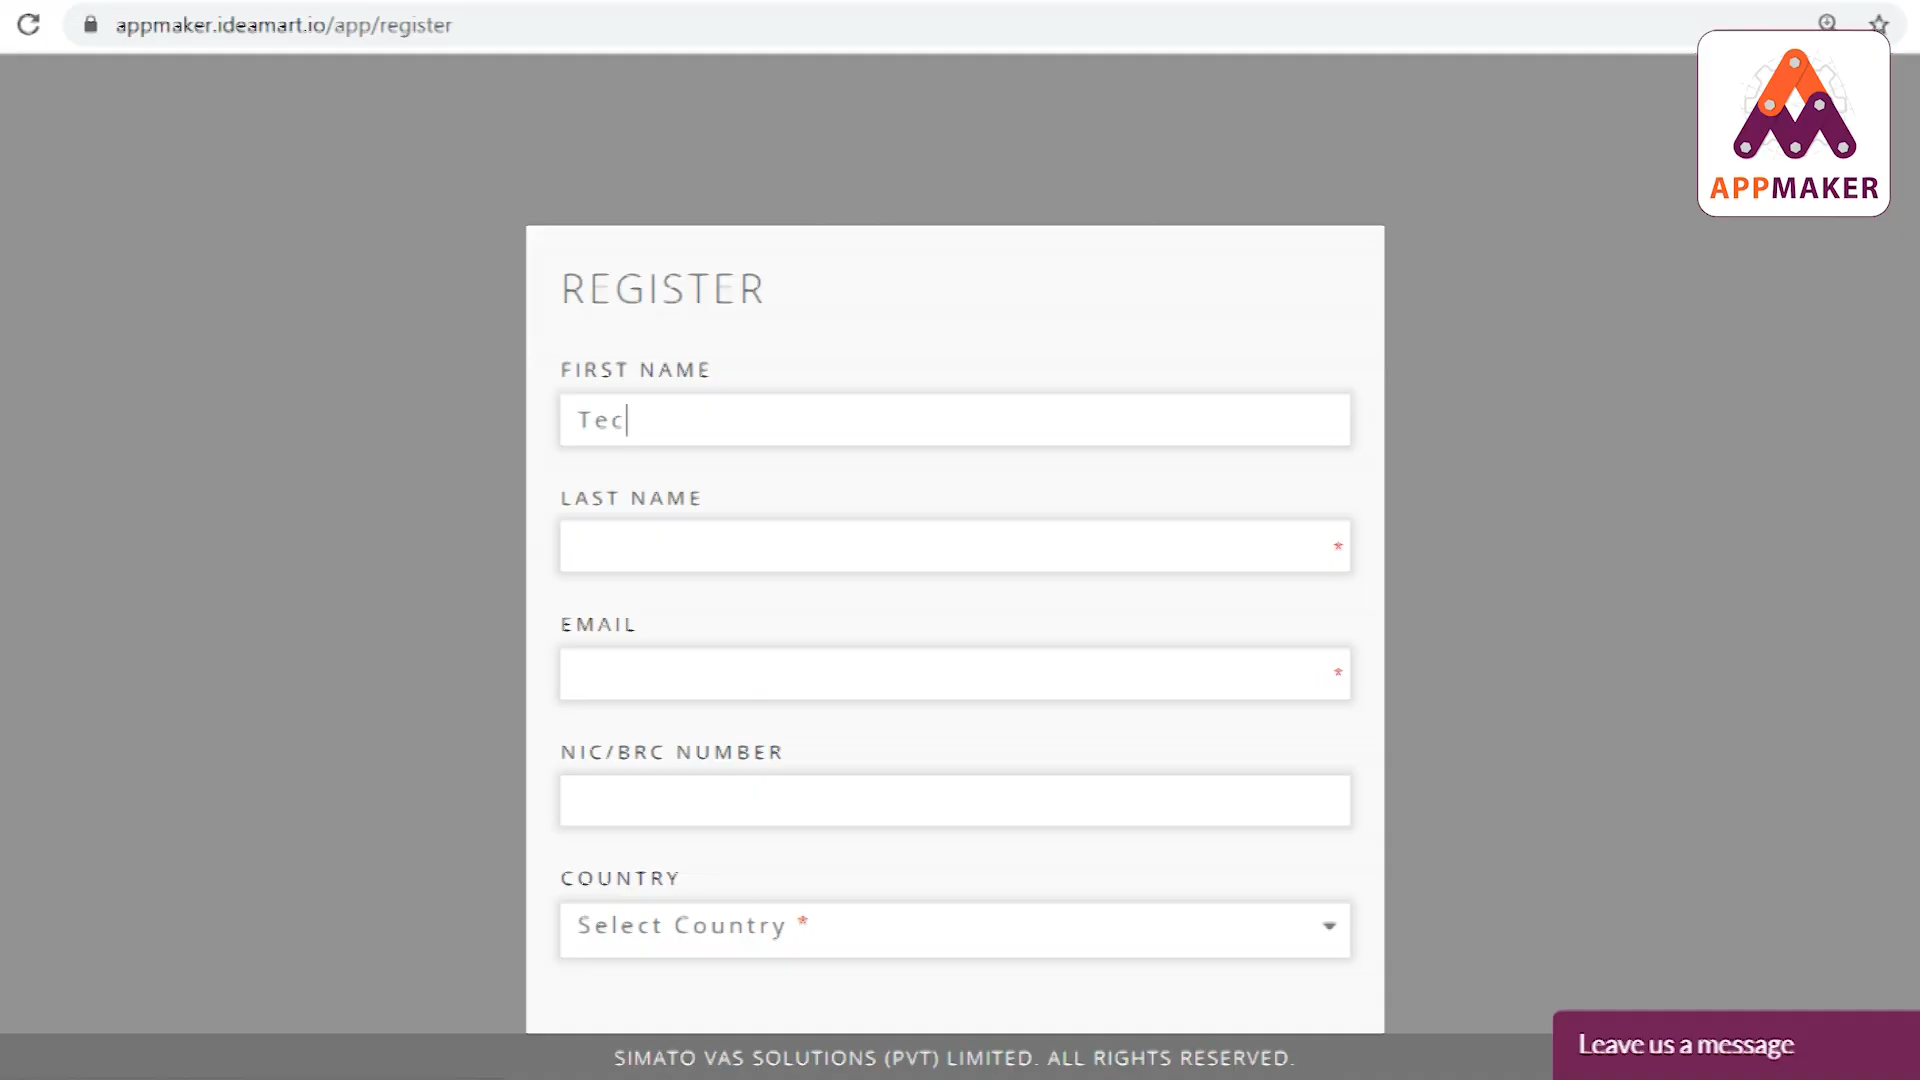 appmaker.ideamart.io/app/register
APPMAKER
REGISTER
FIRST NAME
Tec
LAST NAME
*
EMAIL
*
NIC/BRC NUMBER
COUNTRY
Select Country *
SIMATO VAS SOLUTIONS (PVT) LIMITED. ALL RIGHTS RESERVED.
Leave us a message